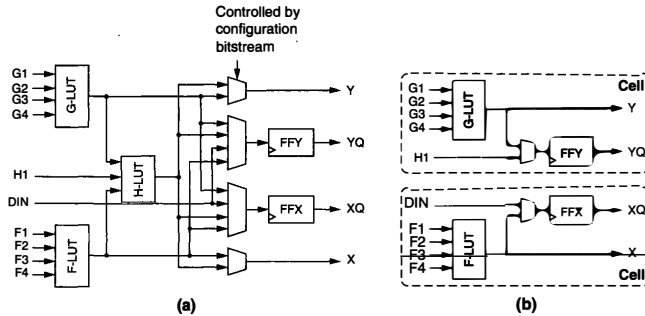 Controlled by
configuration
bitstream
G1
G2
G3
G4
G-LUT
H1
H-LUT
DIN
F1
F2
F3
F4
F-LUT
Y
FFY
YQ
FFX
XQ
X
(a)
Cell
G1
G2
G3
G4
G-LUT
Y
H1
FFY
YQ
DIN
FFX
XQ
F1
F2
F3
F4
F-LUT
X
Cell
(b)